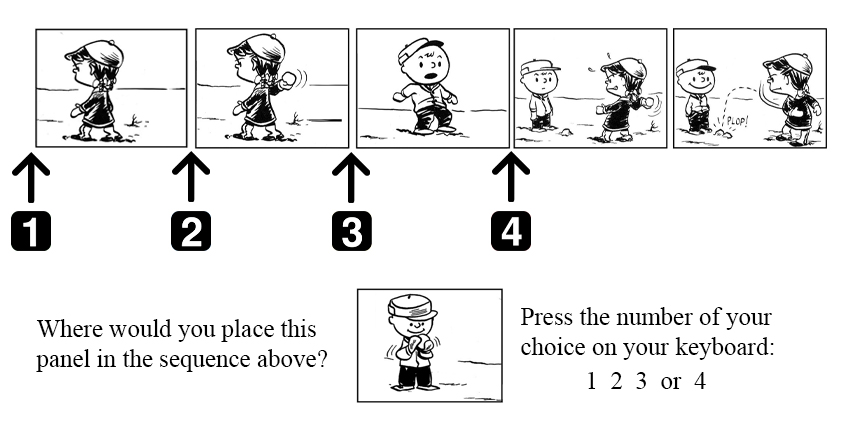 PLOP!
1 2 3 4
Where would you place this
panel in the sequence above?
Press the number of your
choice on your keyboard:
1 2 3 or 4